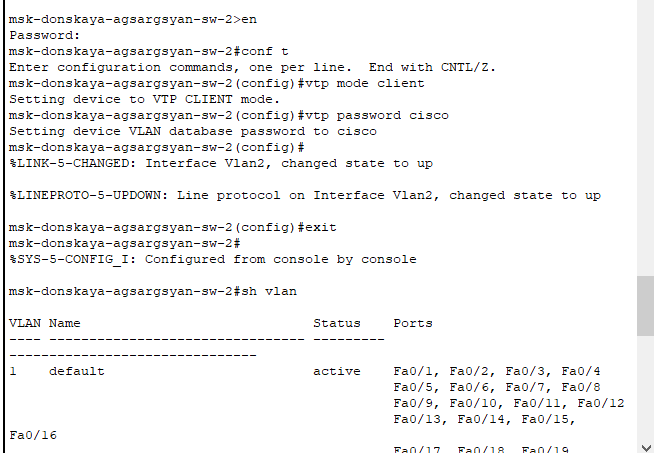 msk-donskaya-agsargsyan-sw-2>en
Password:
msk-donskaya-agsargsyan-sw-2#conf t
Enter configuration commands, one per line.  End with CNTL/Z.
msk-donskaya-agsargsyan-sw-2(config)#vtp mode client
Setting device to VTP CLIENT mode.
msk-donskaya-agsargsyan-sw-2(config)#vtp password cisco
Setting device VLAN database password to cisco
msk-donskaya-agsargsyan-sw-2(config)#
%LINK-5-CHANGED: Interface Vlan2, changed state to up
%LINEPROTO-5-UPDOWN: Line protocol on Interface Vlan2, changed state to up
msk-donskaya-agsargsyan-sw-2(config)#exit
msk-donskaya-agsargsyan-sw-2#
%SYS-5-CONFIG_I: Configured from console by console
msk-donskaya-agsargsyan-sw-2#sh vlan
VLAN Name                             Status    Ports
---- -------------------------------- ---------
-------------------------------
1    default                          active    Fa0/1, Fa0/2, Fa0/3, Fa0/4
Fa0/5, Fa0/6, Fa0/7, Fa0/8
Fa0/9, Fa0/10, Fa0/11, Fa0/12
Fa0/13, Fa0/14, Fa0/15,
Fa0/16
Fa0/17, Fa0/18, Fa0/19,